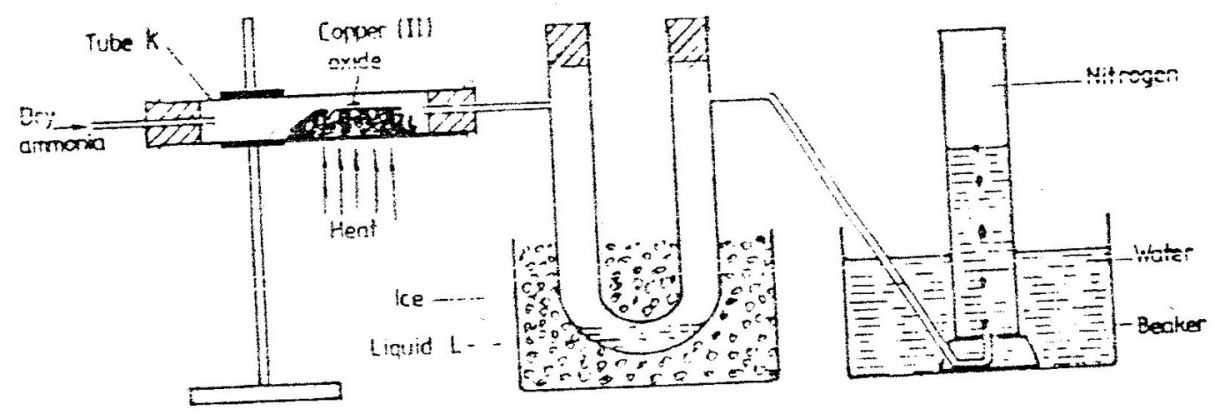 Tube K
Copper (II)
oxide
Dry
ammonia
Heat
Ice
Liquid L
Nitrogen
Water
Beaker